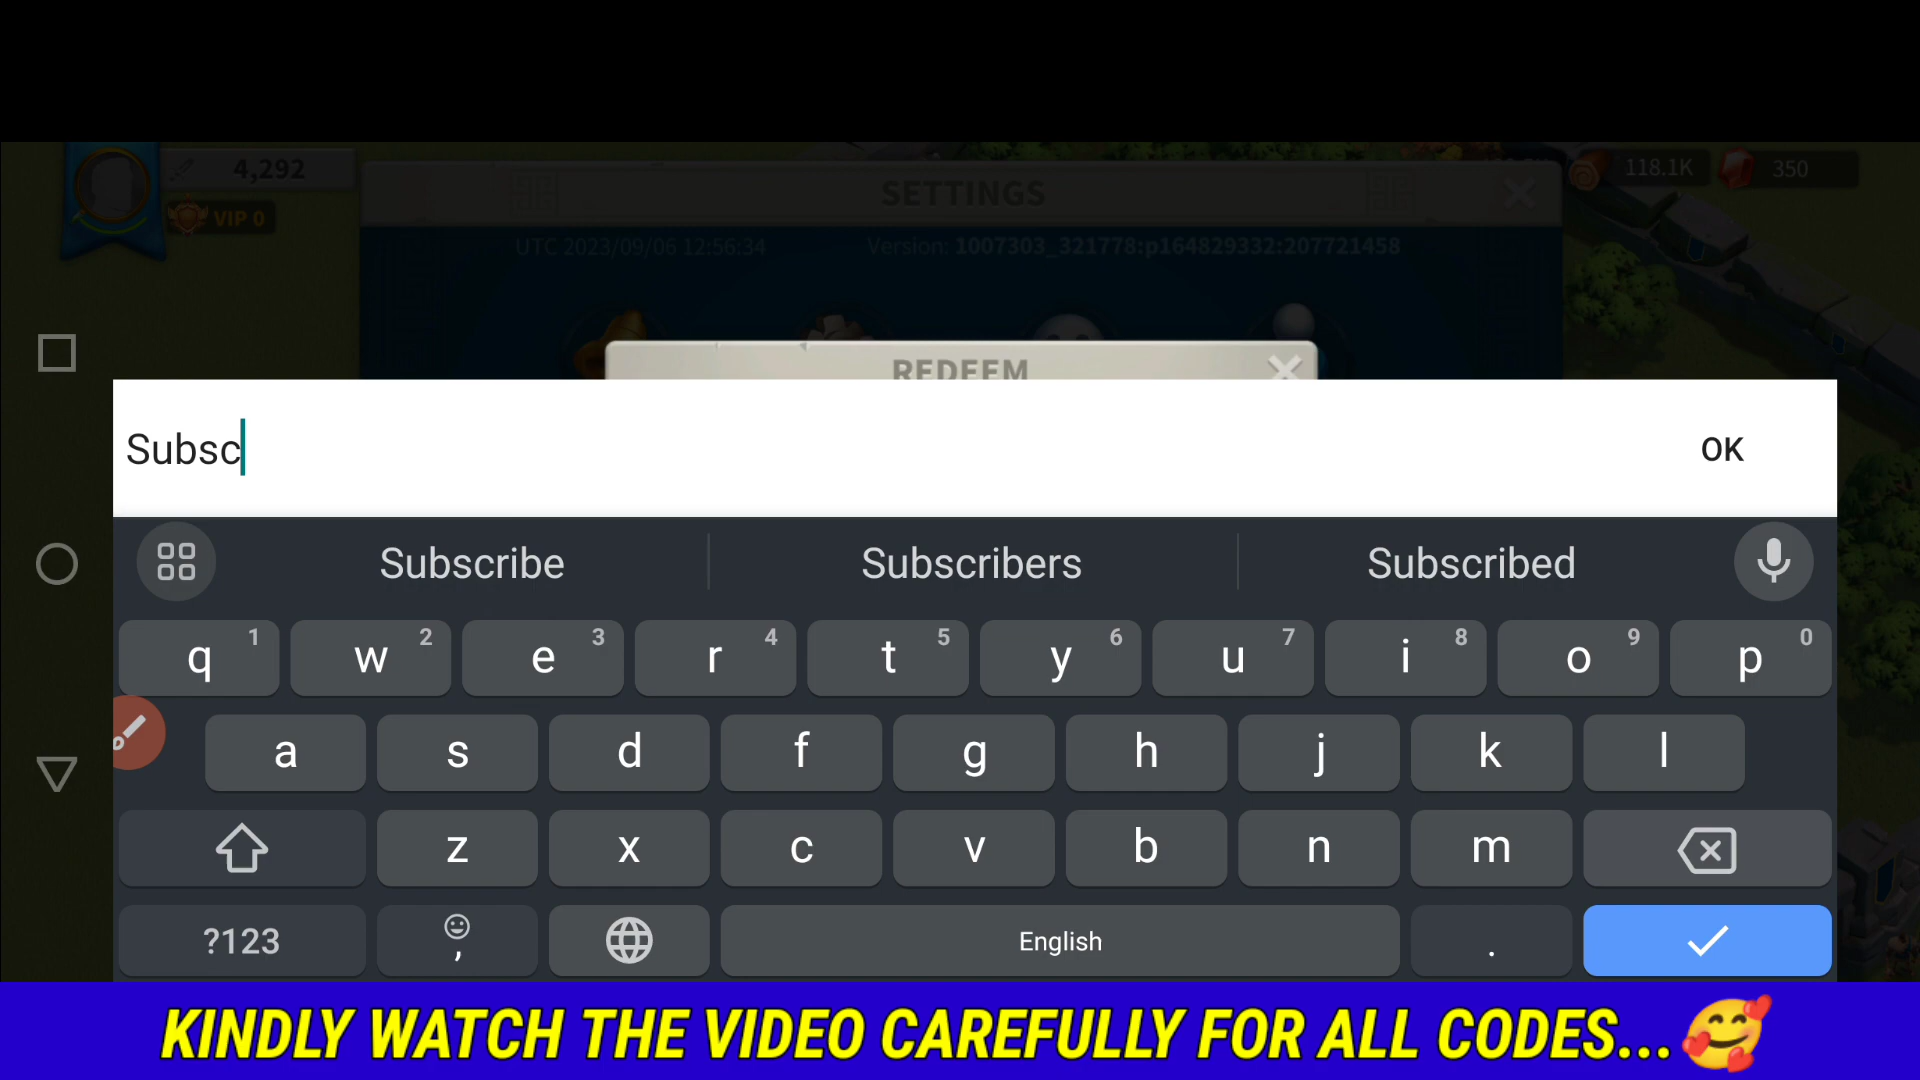 4,292
118.1K
350
SETTINGS
VIP 0
UTC 2023/09/06 12:56:34
Version: 1007303_321778:p164829332:207721458
REDEEM
Subsc
OK
Subscribe
Subscribers
Subscribed
q 1 w 2 e 3 r 4 t 5 y 6 u 7 i 8 o 9 p 0
a s d f g h j k l
z x c v b n m
?123
,
English
.
KINDLY WATCH THE VIDEO CAREFULLY FOR ALL CODES...🥰